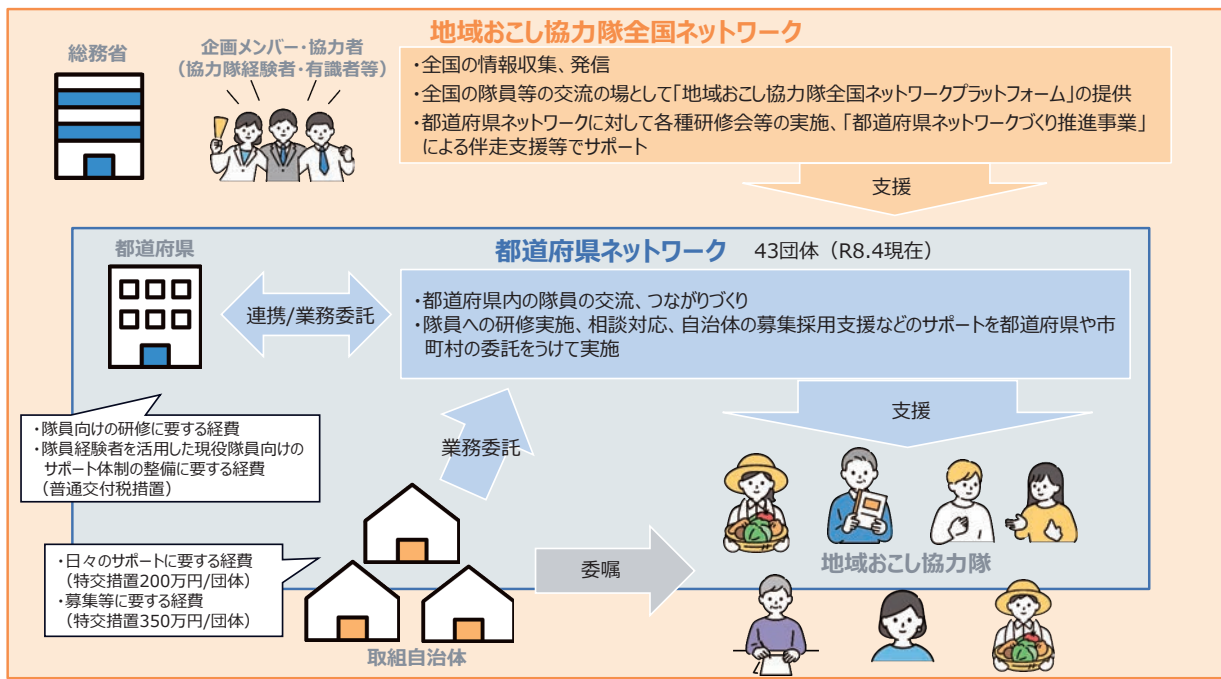 地域おこし協力隊全国ネットワーク
総務省
企画メンバー・協力者
（協力隊経験者・有識者等）
・全国の情報収集、発信
・全国の隊員等の交流の場として「地域おこし協力隊全国ネットワークプラットフォーム」の提供
・都道府県ネットワークに対して各種研修会等の実施、「都道府県ネットワークづくり推進事業」
による伴走支援等でサポート
支援
都道府県
都道府県ネットワーク 43団体（R8.4現在）
連携/業務委託
・都道府県内の隊員の交流、つながりづくり
・隊員への研修実施、相談対応、自治体の募集採用支援などのサポートを都道府県や市
町村の委託をうけて実施
支援
・隊員向けの研修に要する経費
・隊員経験者を活用した現役隊員向けの
サポート体制の整備に要する経費
（普通交付税措置）
業務委託
・日々のサポートに要する経費
（特交措置200万円/団体）
・募集等に要する経費
（特交措置350万円/団体）
委嘱
地域おこし協力隊
取組自治体